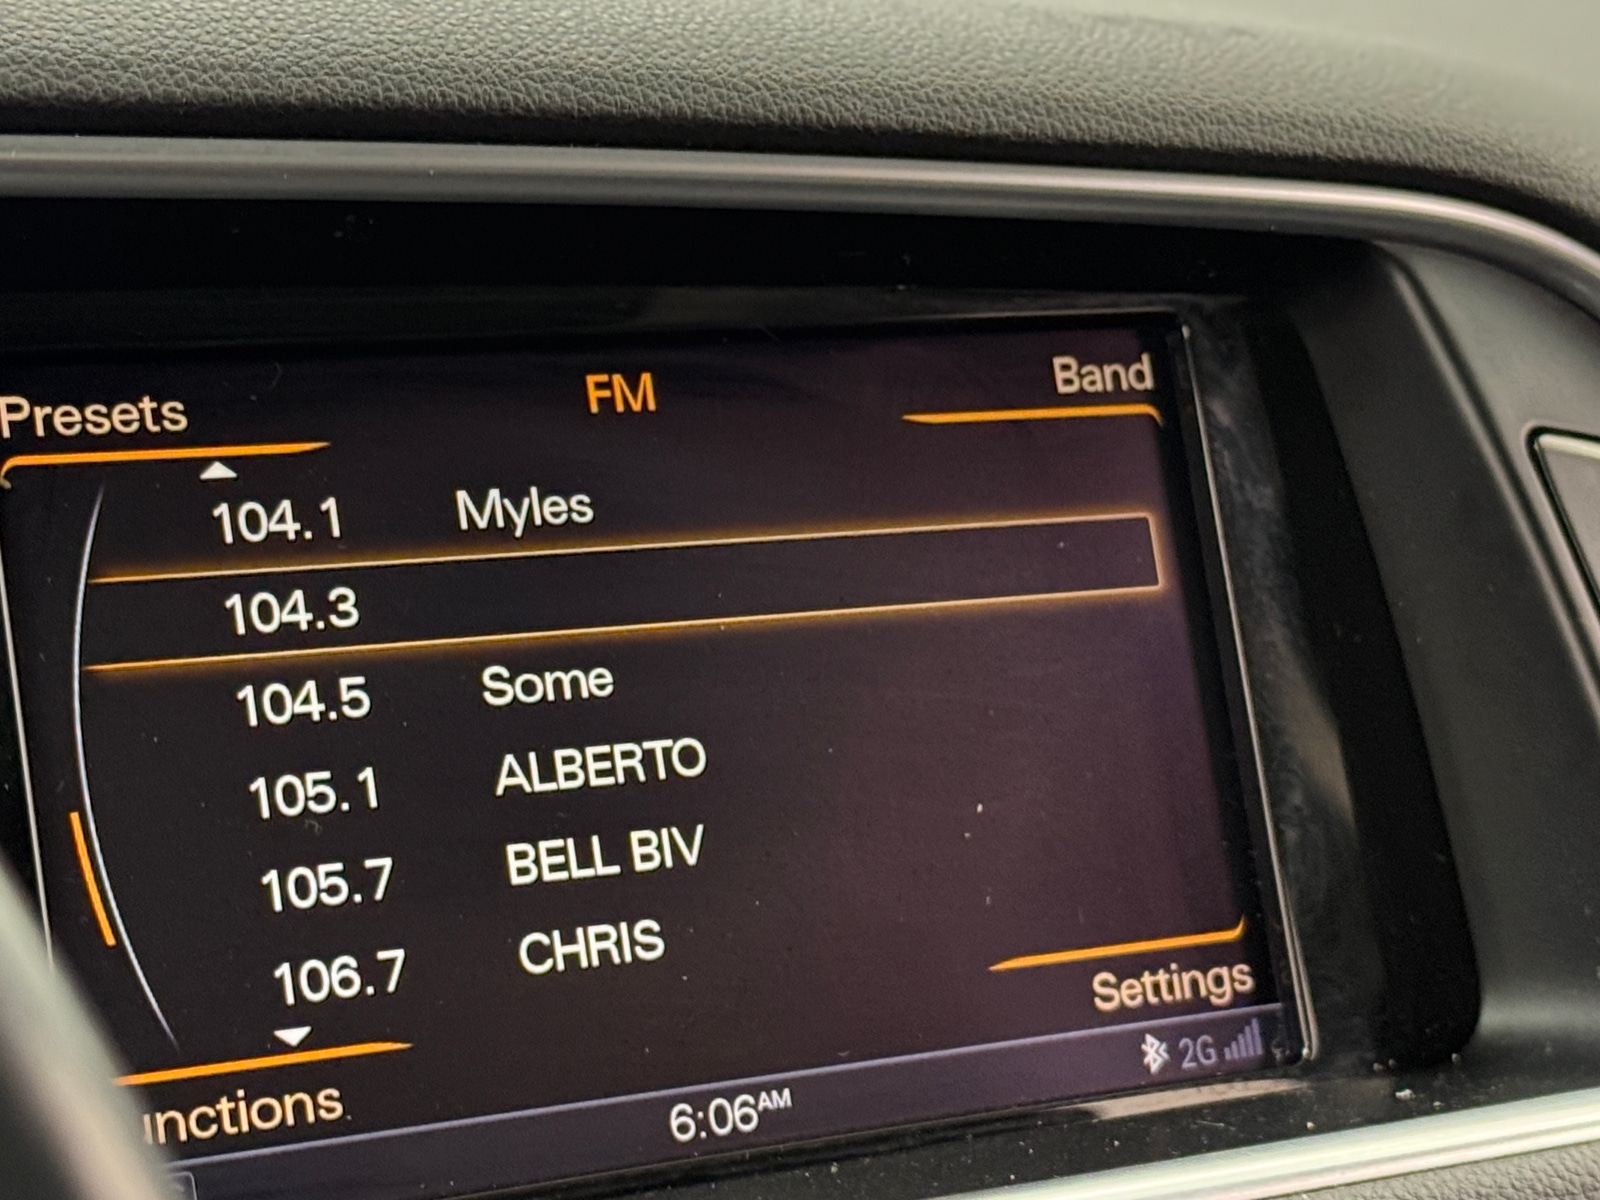 Presets FM Band
104.1 Myles
104.3
104.5 Some
105.1 ALBERTO
105.7 BELL BIV
106.7 CHRIS
Settings
unctions
2G
6:06AM